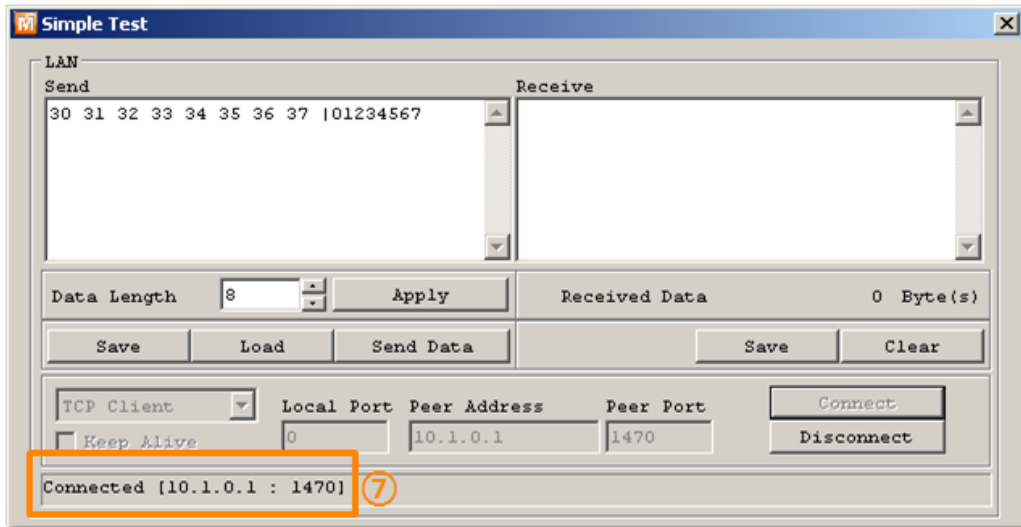 Simple Test
LAN
Send
Receive
30 31 32 33 34 35 36 37 |01234567
Data Length 8 Apply
Received Data 0 Byte(s)
Save Load Send Data
Save Clear
TCP Client Local Port Peer Address Peer Port Connect
Keep Alive 0 10.1.0.1 1470 Disconnect
Connected [10.1.0.1 : 1470] ⑦